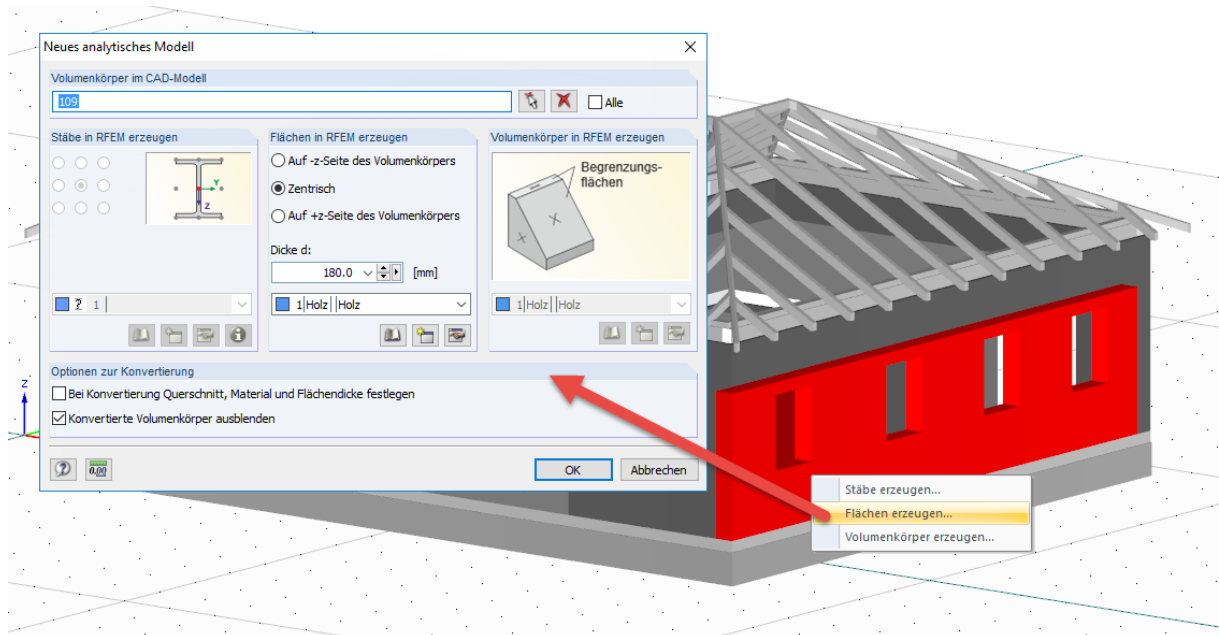 Neues analytisches Modell
Volumenkörper im CAD-Modell
109
Alle
Stäbe in RFEM erzeugen
Y
z
2 1
Flächen in RFEM erzeugen
Auf -z-Seite des Volumenkörpers
Zentrisch
Auf +z-Seite des Volumenkörpers
Dicke d:
180.0 [mm]
1 | Holz | | Holz
Volumenkörper in RFEM erzeugen
Begrenzungs-
flächen
1 | Holz | | Holz
Optionen zur Konvertierung
Bei Konvertierung Querschnitt, Material und Flächendicke festlegen
Konvertierte Volumenkörper ausblenden
0.00
OK
Abbrechen
Z
Stäbe erzeugen...
Flächen erzeugen...
Volumenkörper erzeugen...